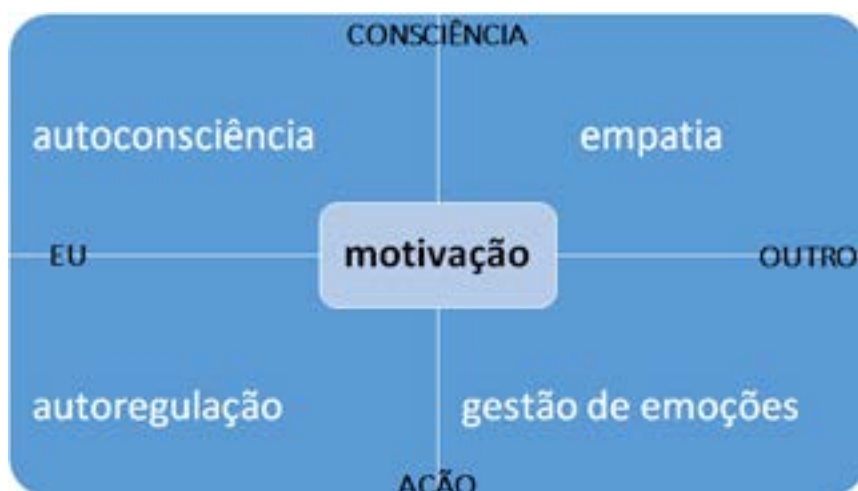 CONSCIÊNCIA
autoconsciência
empatia
EU
motivação
OUTRO
autoregulação
gestão de emoções
AÇÃO